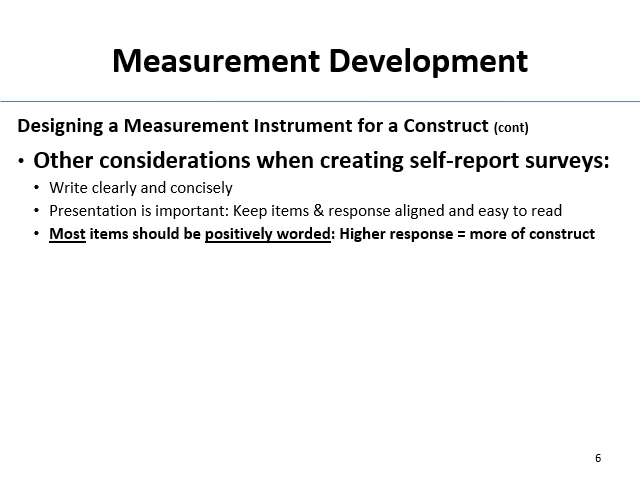 Measurement Development
Designing a Measurement Instrument for a Construct (cont)
• Other considerations when creating self-report surveys:
• Write clearly and concisely
• Presentation is important: Keep items & response aligned and easy to read
• Most items should be positively worded: Higher response = more of construct
6